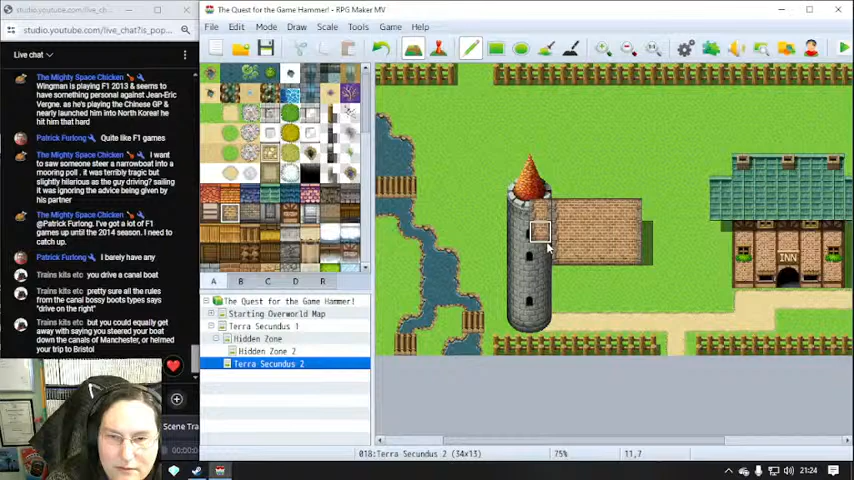 studio.youtube.com/live_chat?is_pop...
Live chat
The Mighty Space Chicken
Wingman is playing F1 2013 & seems to
have something personal against Jean-Eric
Vergne. as he's playing the Chinese GP &
nearly launched him into North Korea! he
hit him that hard
Patrick Furlong Quite like F1 games
The Mighty Space Chicken I want
to saw someone steer a narrowboat into a
mooring poll . it was terribly tragic but
slightly hilarious as the guy driving? sailing
it was ignoring the advice being given by
his partner
The Mighty Space Chicken
@Patrick Furlong. I've got a lot of F1
games up until the 2014 season. I need to
catch up.
Patrick Furlong I barely have any
Trains kits etc you drive a canal boat
Trains kits etc pretty sure all the rules
from the canal bossy boots types says
"drive on the right"
Trains kits etc but you could equally get
away with saying you steered your boat
down the canals of Manchester, or helmed
your trip to Bristol
Scene Tra
The Quest for the Game Hammer! - RPG Maker MV
File Edit Mode Draw Scale Tools Game Help
A B C D R
The Quest for the Game Hammer!
Starting Overworld Map
Terra Secundus 1
Hidden Zone
Hidden Zone 2
Terra Secundus 2
INN
018:Terra Secundus 2 (34x13) 75% 11,7
21:24